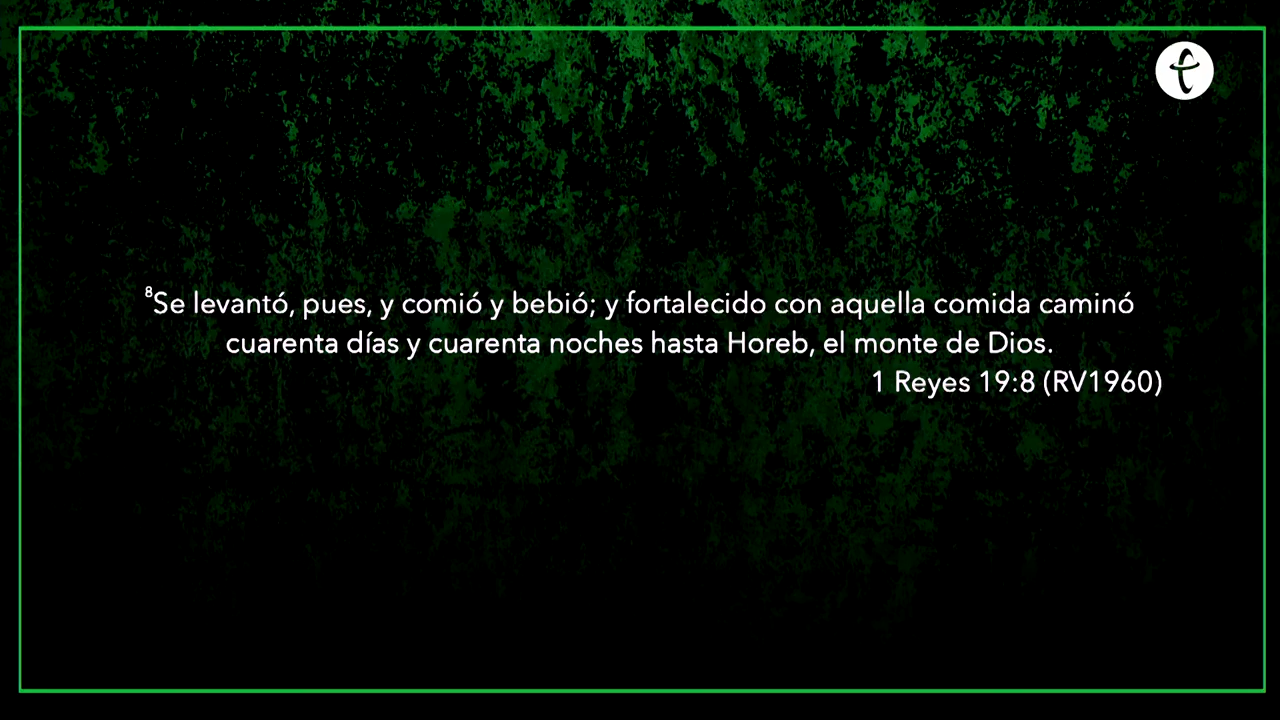 ⁸Se levantó, pues, y comió y bebió; y fortalecido con aquella comida caminó
cuarenta días y cuarenta noches hasta Horeb, el monte de Dios.
1 Reyes 19:8 (RV1960)